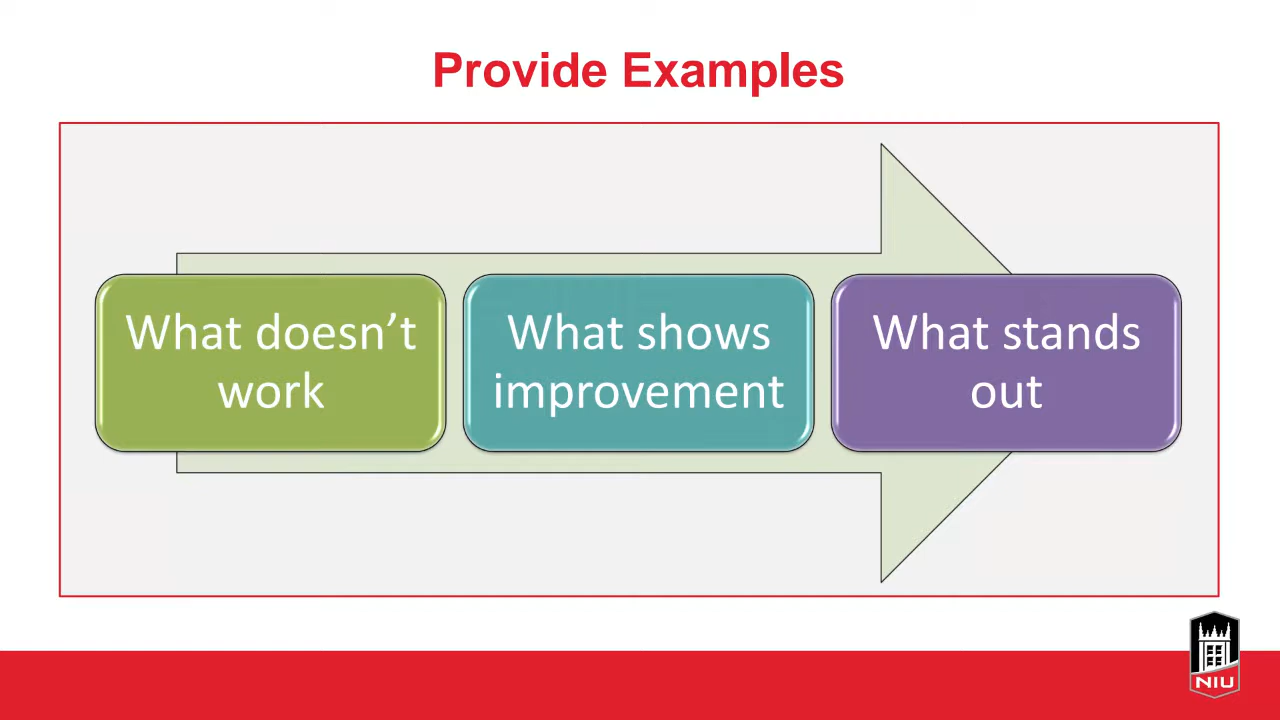 Provide Examples
What doesn’t
work
What shows
improvement
What stands
out
NIU